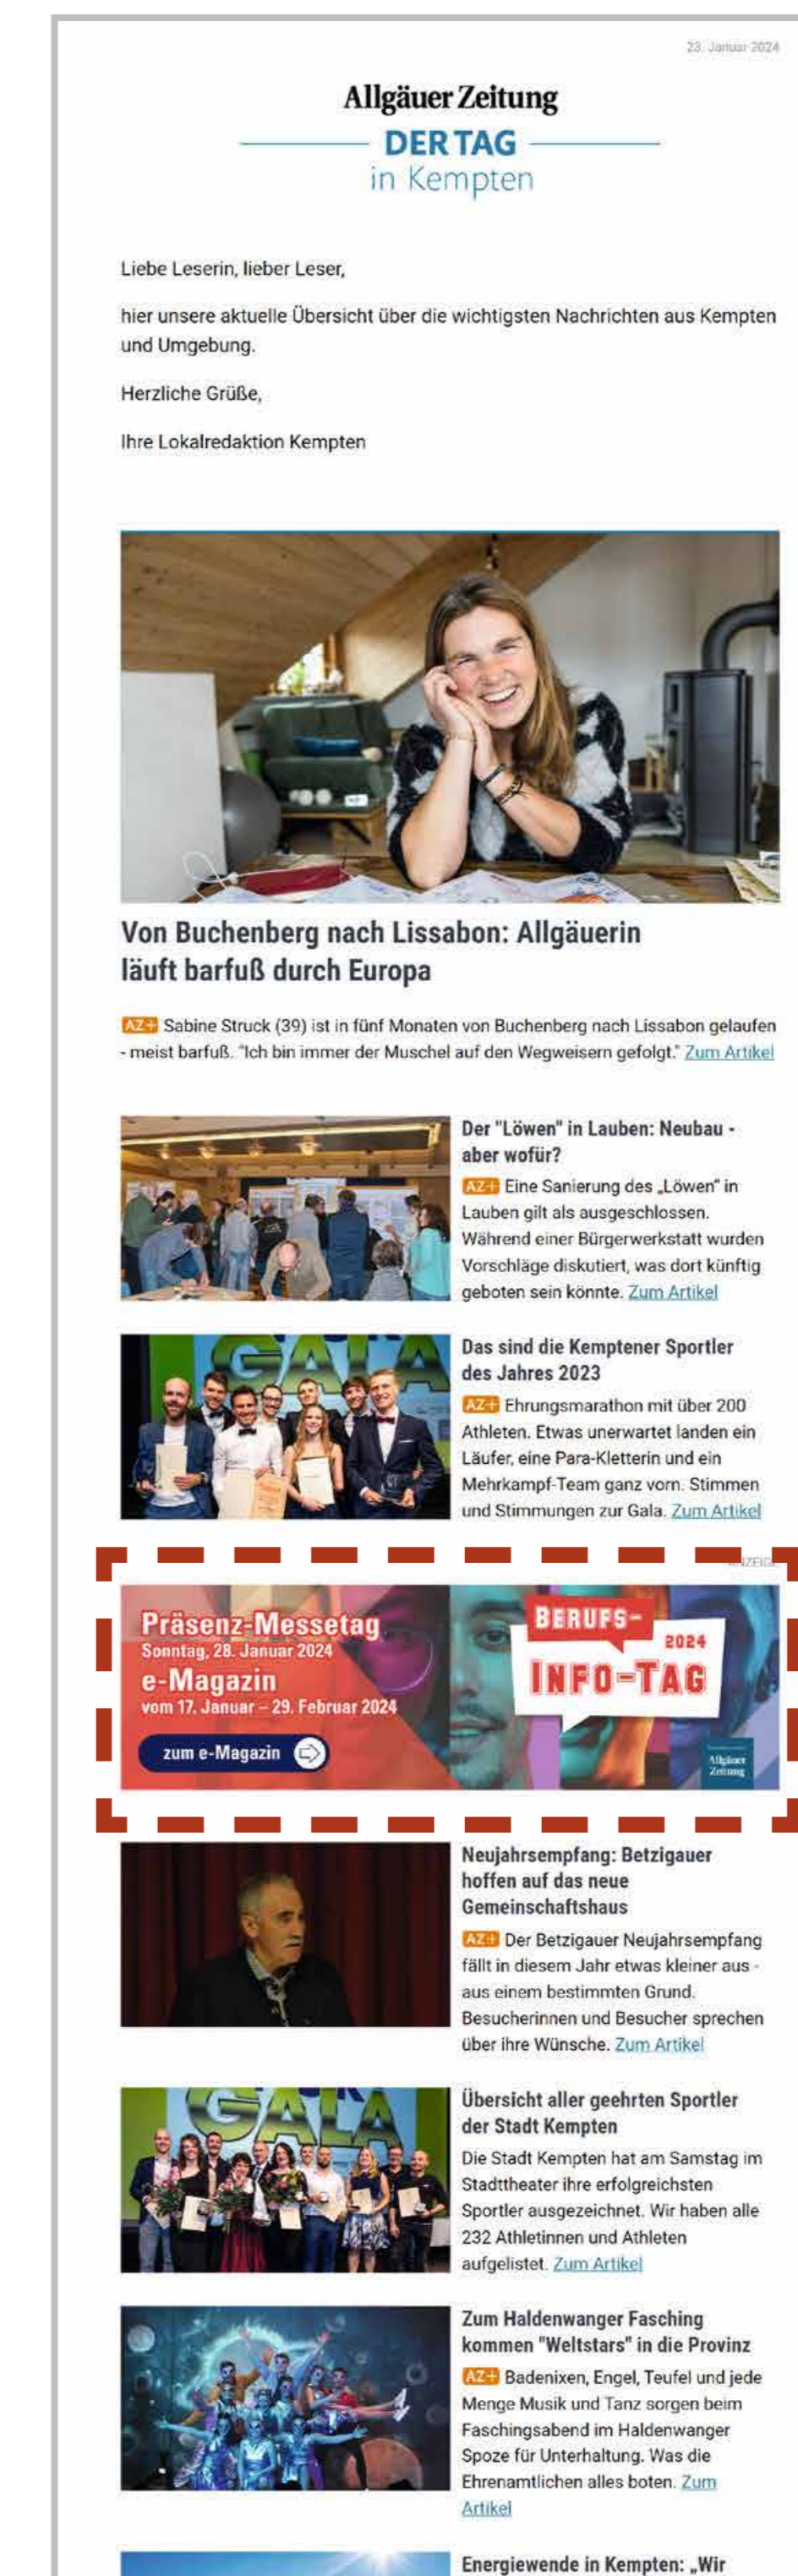 23. Januar 2024
Allgäuer Zeitung
DER TAG
in Kempten
Liebe Leserin, lieber Leser,
hier unsere aktuelle Übersicht über die wichtigsten Nachrichten aus Kempten
und Umgebung.
Herzliche Grüße,
Ihre Lokalredaktion Kempten
Von Buchenberg nach Lissabon: Allgäuerin
läuft barfuß durch Europa
AZ+ Sabine Struck (39) ist in fünf Monaten von Buchenberg nach Lissabon gelaufen
- meist barfuß. "Ich bin immer der Muschel auf den Wegweisern gefolgt." Zum Artikel
Der "Löwen" in Lauben: Neubau -
aber wofür?
AZ+ Eine Sanierung des „Löwen" in
Lauben gilt als ausgeschlossen.
Während einer Bürgerwerkstatt wurden
Vorschläge diskutiert, was dort künftig
geboten sein könnte. Zum Artikel
GALA
Das sind die Kemptener Sportler
des Jahres 2023
AZ+ Ehrungsmarathon mit über 200
Athleten. Etwas unerwartet landen ein
Läufer, eine Para-Kletterin und ein
Mehrkampf-Team ganz vorn. Stimmen
und Stimmungen zur Gala. Zum Artikel
ANZEIGE
Präsenz-Messetag
Sonntag, 28. Januar 2024
e-Magazin
vom 17. Januar – 29. Februar 2024
zum e-Magazin
BERUFS-
2024
INFO-TAG
Allgäuer
Zeitung
Neujahrsempfang: Betzigauer
hoffen auf das neue
Gemeinschaftshaus
AZ+ Der Betzigauer Neujahrsempfang
fällt in diesem Jahr etwas kleiner aus -
aus einem bestimmten Grund.
Besucherinnen und Besucher sprechen
über ihre Wünsche. Zum Artikel
GALA
Übersicht aller geehrten Sportler
der Stadt Kempten
Die Stadt Kempten hat am Samstag im
Stadttheater ihre erfolgreichsten
Sportler ausgezeichnet. Wir haben alle
232 Athletinnen und Athleten
aufgelistet. Zum Artikel
Zum Haldenwanger Fasching
kommen "Weltstars" in die Provinz
AZ+ Badenixen, Engel, Teufel und jede
Menge Musik und Tanz sorgen beim
Faschingsabend im Haldenwanger
Spoze für Unterhaltung. Was die
Ehrenamtlichen alles boten. Zum
Artikel
Energiewende in Kempten: „Wir